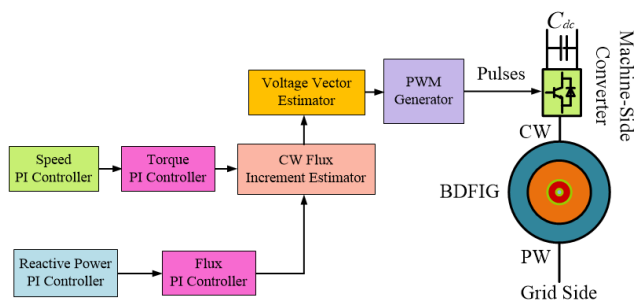 C dc
Machine-Side
Converter
Voltage Vector
Estimator
PWM
Generator
Pulses
CW
Speed
PI Controller
Torque
PI Controller
CW Flux
Increment Estimator
BDFIG
Reactive Power
PI Controller
Flux
PI Controller
PW
Grid Side